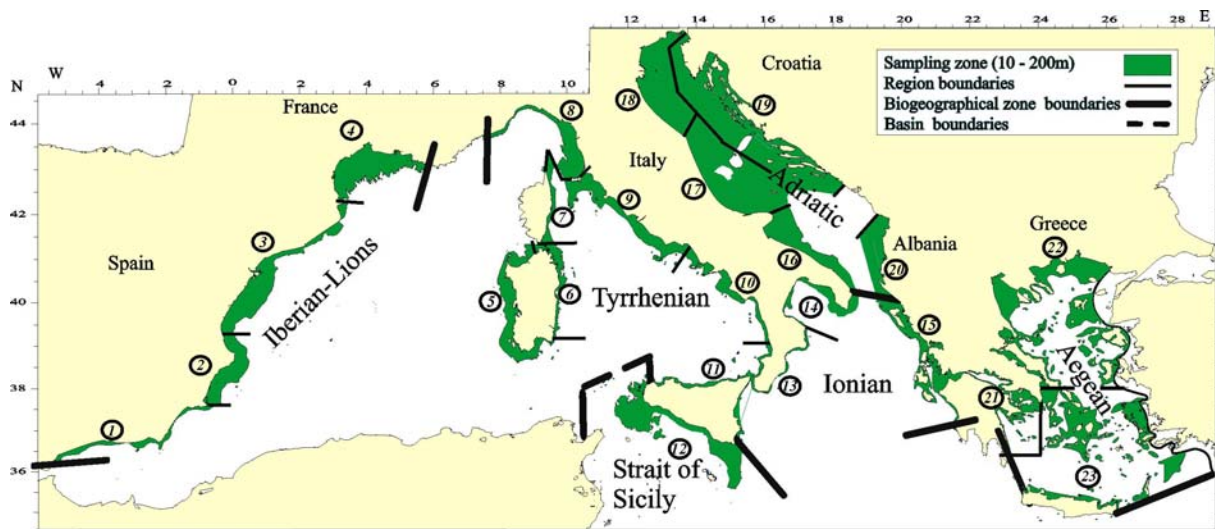 12 14 16 18 20 22 24 26 28 E
W
4 2 0 2 4 6 8 10
N
44
42
40
38
36
Sampling zone (10 - 200m)
Region boundaries
Biogeographical zone boundaries
Basin boundaries
Croatia
France
Italy
Spain
Albania
Greece
Adriatic
Iberian-Lions
Tyrrhenian
Ionian
Aegean
Strait of
Sicily
1
2
3
4
5
6
7
8
9
10
11
12
13
14
15
16
17
18
19
20
21
22
23